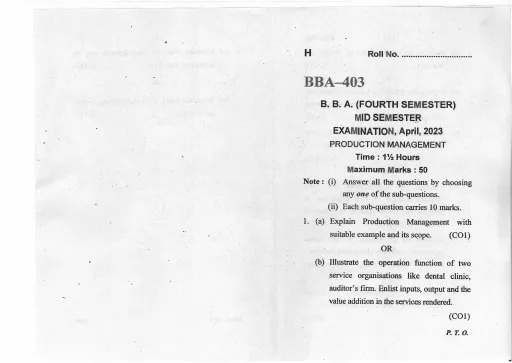 H Roll No. ..............................
BBA-403
B. B. A. (FOURTH SEMESTER)
MID SEMESTER
EXAMINATION, April, 2023
PRODUCTION MANAGEMENT
Time : 1½ Hours
Maximum Marks : 50
Note : (i) Answer all the questions by choosing
any one of the sub-questions.
(ii) Each sub-question carries 10 marks.
1. (a) Explain Production Management with
suitable example and its scope. (CO1)
OR
(b) Illustrate the operation function of two
service organisations like dental clinic,
auditor's firm. Enlist inputs, output and the
value addition in the services rendered.
(CO1)
P. T. O.